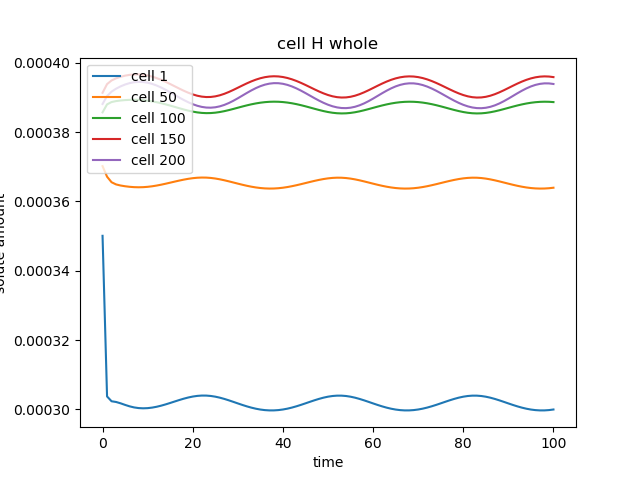 cell H whole
0.00040
0.00038
0.00036
0.00034
0.00032
0.00030
solute amount
cell 1
cell 50
cell 100
cell 150
cell 200
0
20
40
60
80
100
time